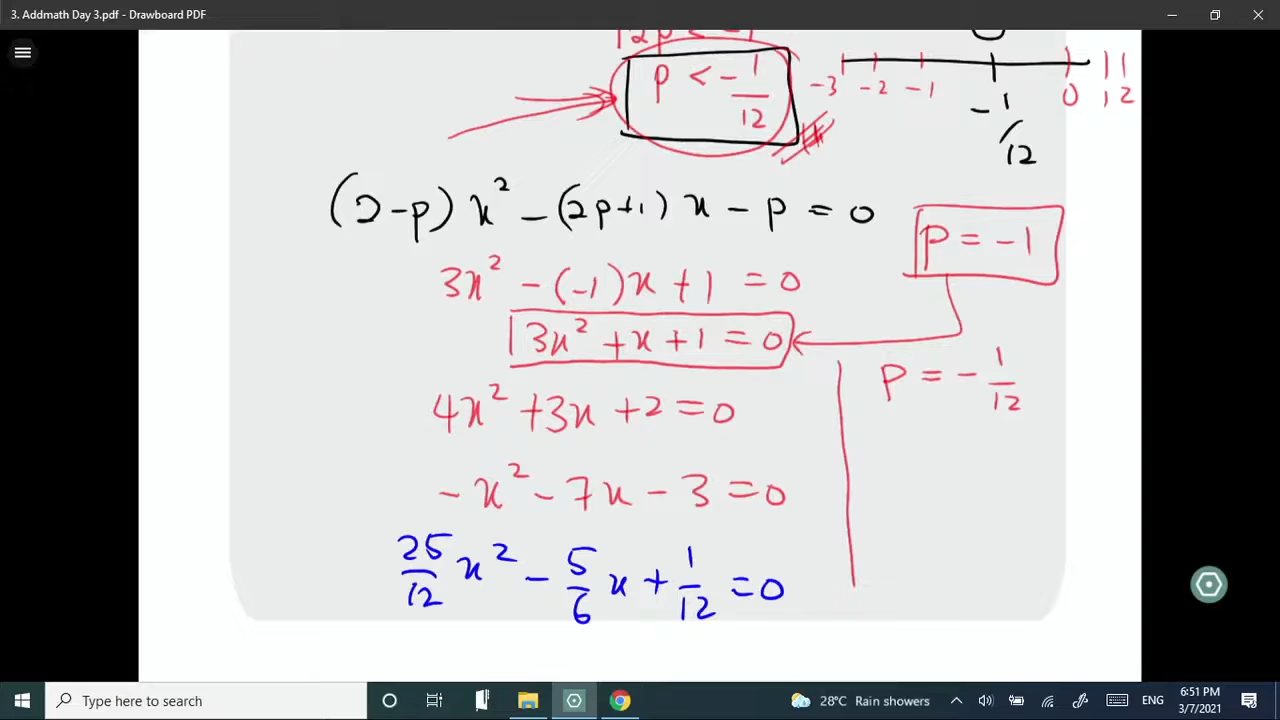 3. Addmath Day 3.pdf - Drawboard PDF
12p < -1
p < -1/12
-3 -2 -1 0 1 2
-1/12
(2-p)x² - (2p+1)x - p = 0
p = -1
3x² - (-1)x + 1 = 0
3x² + x + 1 = 0
p = -1/12
4x² + 3x + 2 = 0
-x² - 7x - 3 = 0
25/12 x² - 5/6 x + 1/12 = 0
Type here to search
28°C Rain showers
ENG
6:51 PM
3/7/2021